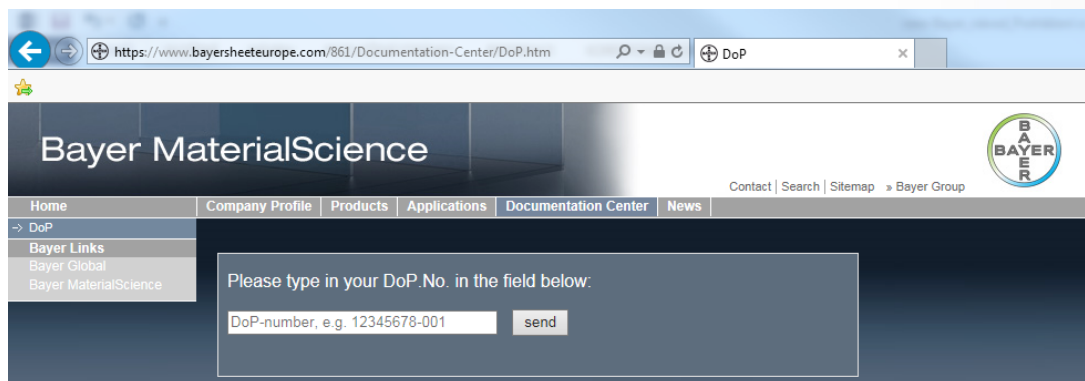 https://www.bayersheeteurope.com/861/Documentation-Center/DoP.htm
DoP
Bayer MaterialScience
BAYER
BAYER
Contact | Search | Sitemap » Bayer Group
Home Company Profile Products Applications Documentation Center News
DoP
Bayer Links
Bayer Global
Bayer MaterialScience
Please type in your DoP.No. in the field below:
DoP-number, e.g. 12345678-001 send